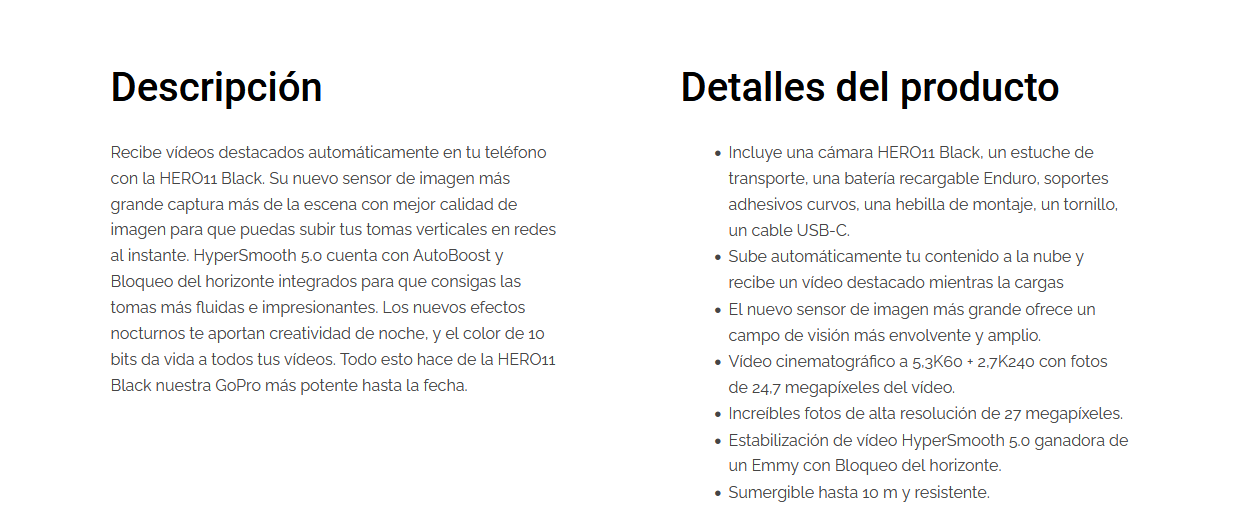 Descripción
Recibe vídeos destacados automáticamente en tu teléfono
con la HERO11 Black. Su nuevo sensor de imagen más
grande captura más de la escena con mejor calidad de
imagen para que puedas subir tus tomas verticales en redes
al instante. HyperSmooth 5.0 cuenta con AutoBoost y
Bloqueo del horizonte integrados para que consigas las
tomas más fluidas e impresionantes. Los nuevos efectos
nocturnos te aportan creatividad de noche, y el color de 10
bits da vida a todos tus vídeos. Todo esto hace de la HERO11
Black nuestra GoPro más potente hasta la fecha.
Detalles del producto
• Incluye una cámara HERO11 Black, un estuche de
transporte, una batería recargable Enduro, soportes
adhesivos curvos, una hebilla de montaje, un tornillo,
un cable USB-C.
• Sube automáticamente tu contenido a la nube y
recibe un vídeo destacado mientras la cargas
• El nuevo sensor de imagen más grande ofrece un
campo de visión más envolvente y amplio.
• Vídeo cinematográfico a 5,3K60 + 2,7K240 con fotos
de 24,7 megapíxeles del vídeo.
• Increíbles fotos de alta resolución de 27 megapíxeles.
• Estabilización de vídeo HyperSmooth 5.0 ganadora de
un Emmy con Bloqueo del horizonte.
• Sumergible hasta 10 m y resistente.